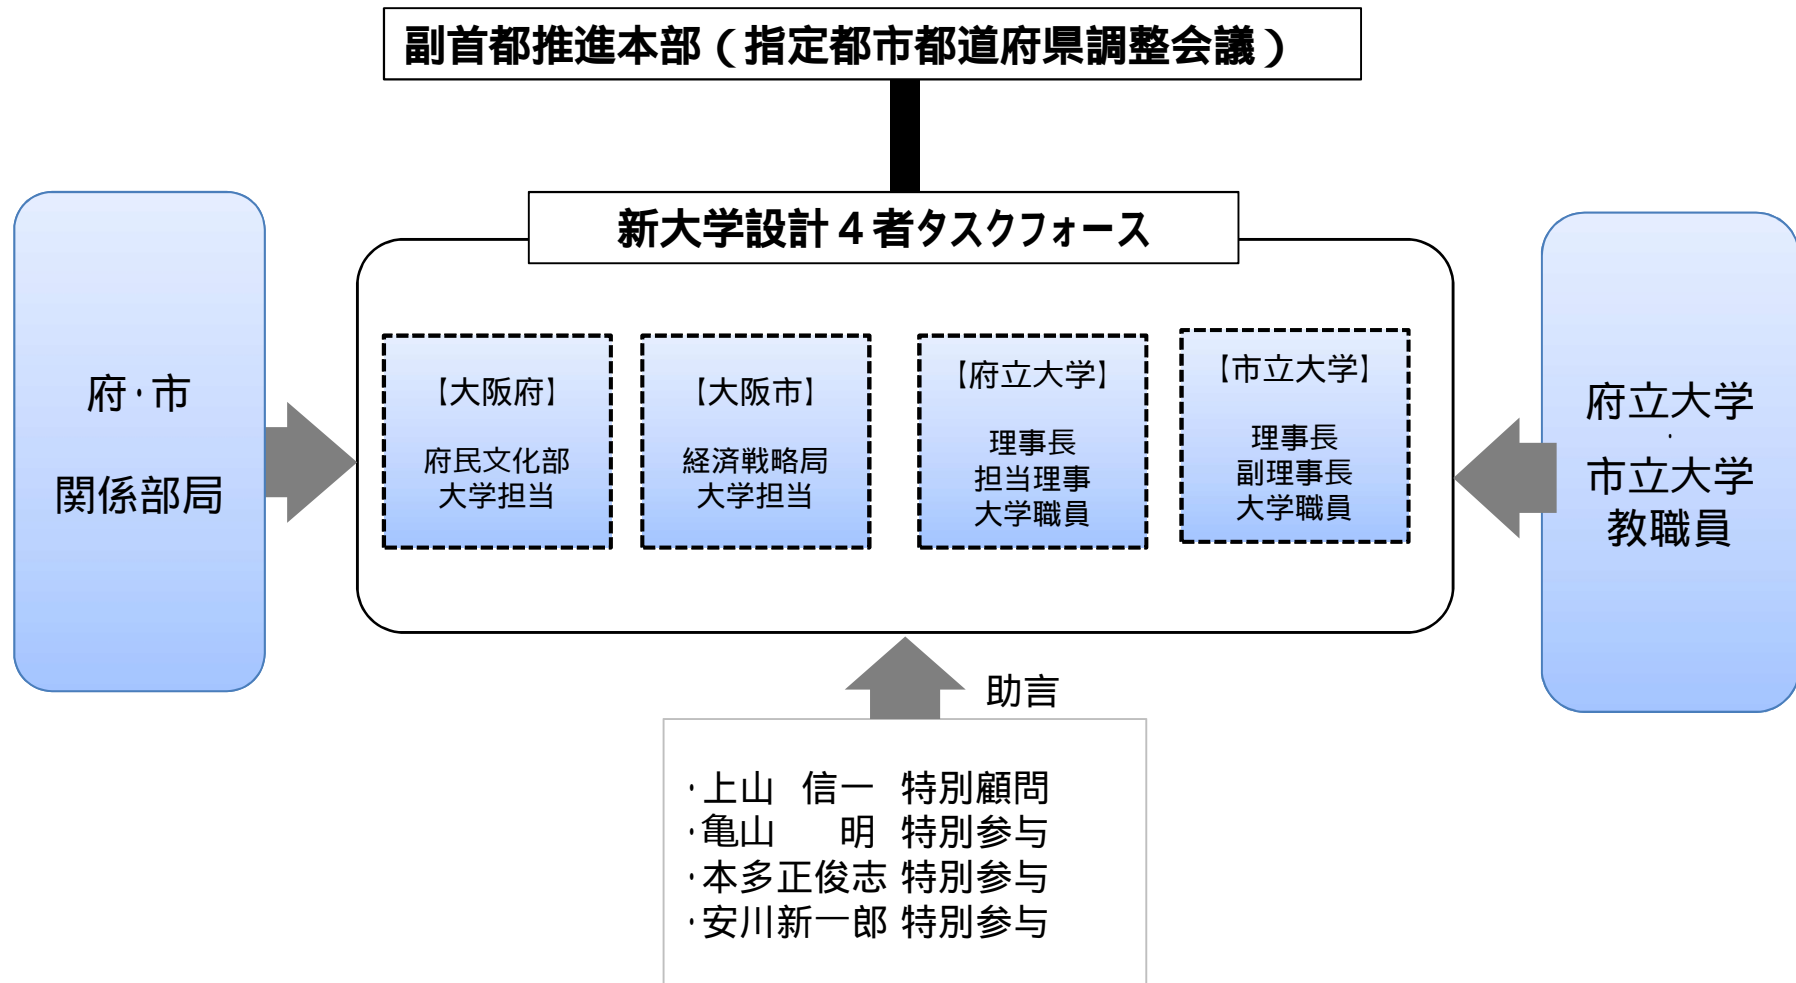 副首都推進本部(指定都市都道府県調整会議)
新大学設計4者タスクフォース
府・市
関係部局
【大阪府】
府民文化部
大学担当
【大阪市】
経済戦略局
大学担当
【府立大学】
理事長
担当理事
大学職員
【市立大学】
理事長
副理事長
大学職員
府立大学
・
市立大学
教職員
助言
・上山 信一 特別顧問
・亀山 明 特別参与
・本多正俊志 特別参与
・安川新一郎 特別参与